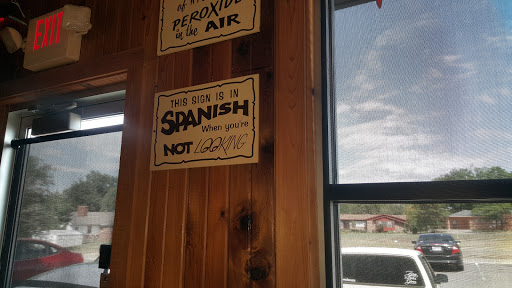 EXIT
PEROXIDE
in the AIR
THIS SIGN IS IN
SPANISH
When you're
NOT LOOKING